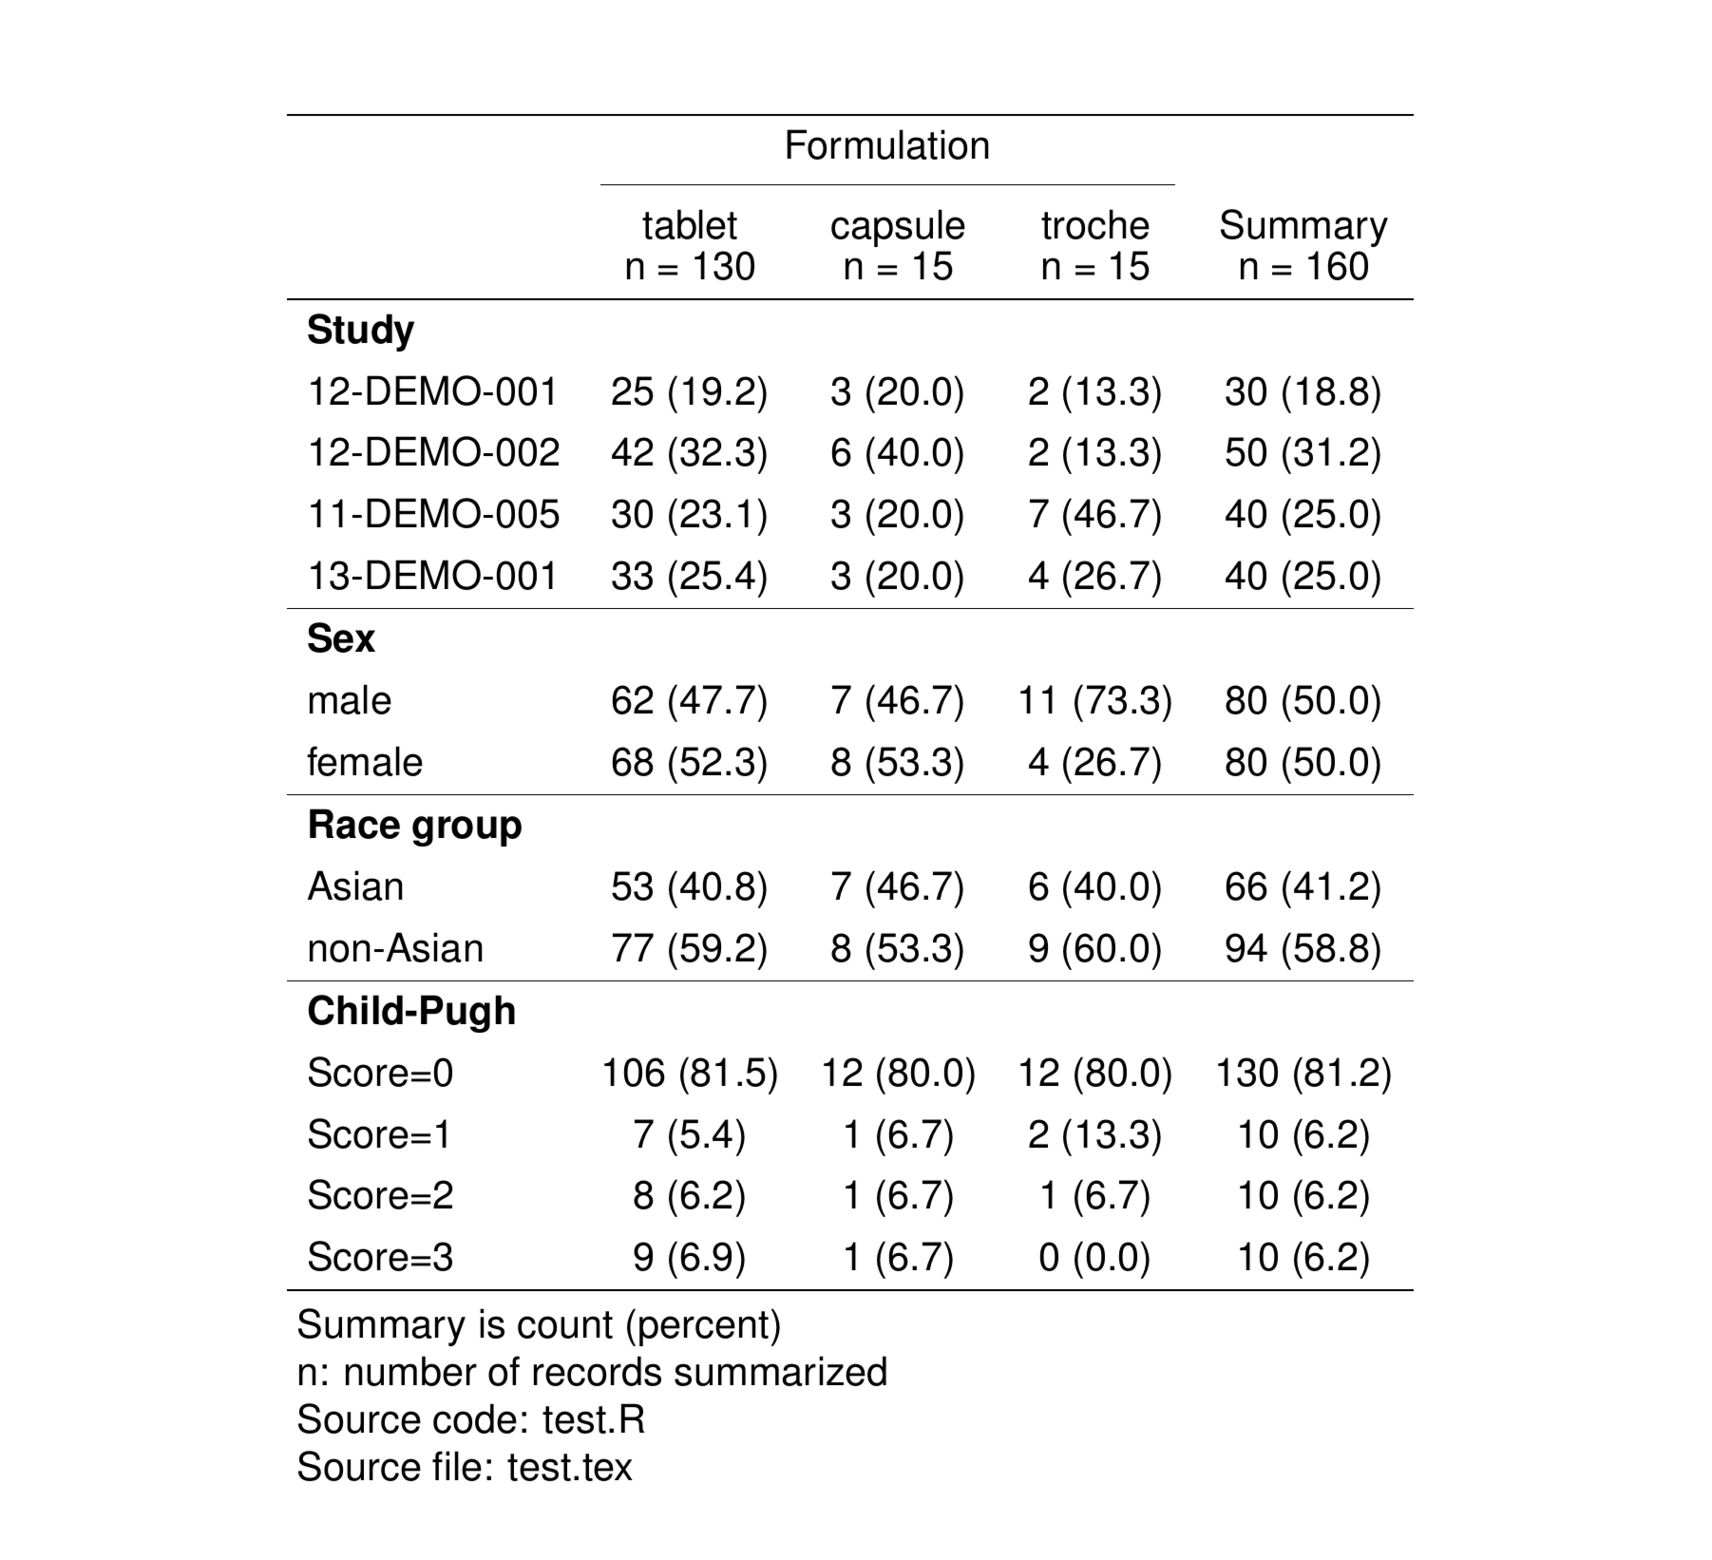 Formulation
tablet capsule troche Summary
n = 130 n = 15 n = 15 n = 160
Study
12-DEMO-001 25 (19.2) 3 (20.0) 2 (13.3) 30 (18.8)
12-DEMO-002 42 (32.3) 6 (40.0) 2 (13.3) 50 (31.2)
11-DEMO-005 30 (23.1) 3 (20.0) 7 (46.7) 40 (25.0)
13-DEMO-001 33 (25.4) 3 (20.0) 4 (26.7) 40 (25.0)
Sex
male 62 (47.7) 7 (46.7) 11 (73.3) 80 (50.0)
female 68 (52.3) 8 (53.3) 4 (26.7) 80 (50.0)
Race group
Asian 53 (40.8) 7 (46.7) 6 (40.0) 66 (41.2)
non-Asian 77 (59.2) 8 (53.3) 9 (60.0) 94 (58.8)
Child-Pugh
Score=0 106 (81.5) 12 (80.0) 12 (80.0) 130 (81.2)
Score=1 7 (5.4) 1 (6.7) 2 (13.3) 10 (6.2)
Score=2 8 (6.2) 1 (6.7) 1 (6.7) 10 (6.2)
Score=3 9 (6.9) 1 (6.7) 0 (0.0) 10 (6.2)
Summary is count (percent)
n: number of records summarized
Source code: test.R
Source file: test.tex